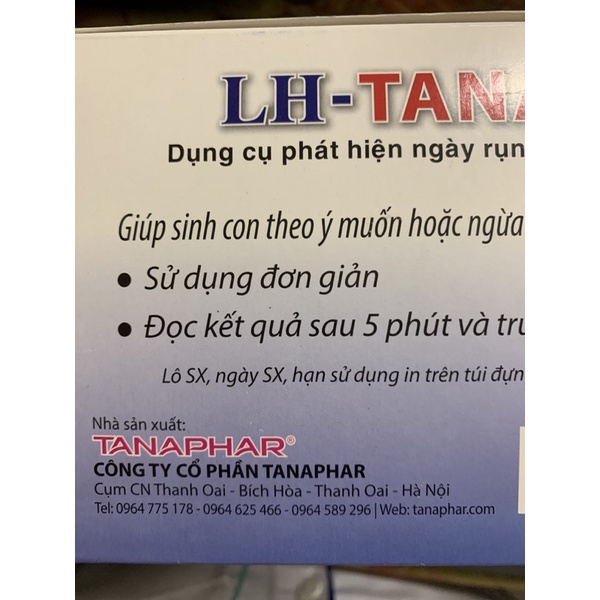 LH-TANA
Dụng cụ phát hiện ngày rụn
Giúp sinh con theo ý muốn hoặc ngừa
• Sử dụng đơn giản
• Đọc kết quả sau 5 phút và tru
Lô SX, ngày SX, hạn sử dụng in trên túi đựn
Nhà sản xuất:
TANAPHAR®
CÔNG TY CỔ PHẦN TANAPHAR
Cụm CN Thanh Oai - Bích Hòa - Thanh Oai - Hà Nội
Tel: 0964 775 178 - 0964 625 466 - 0964 589 296 | Web: tanaphar.com